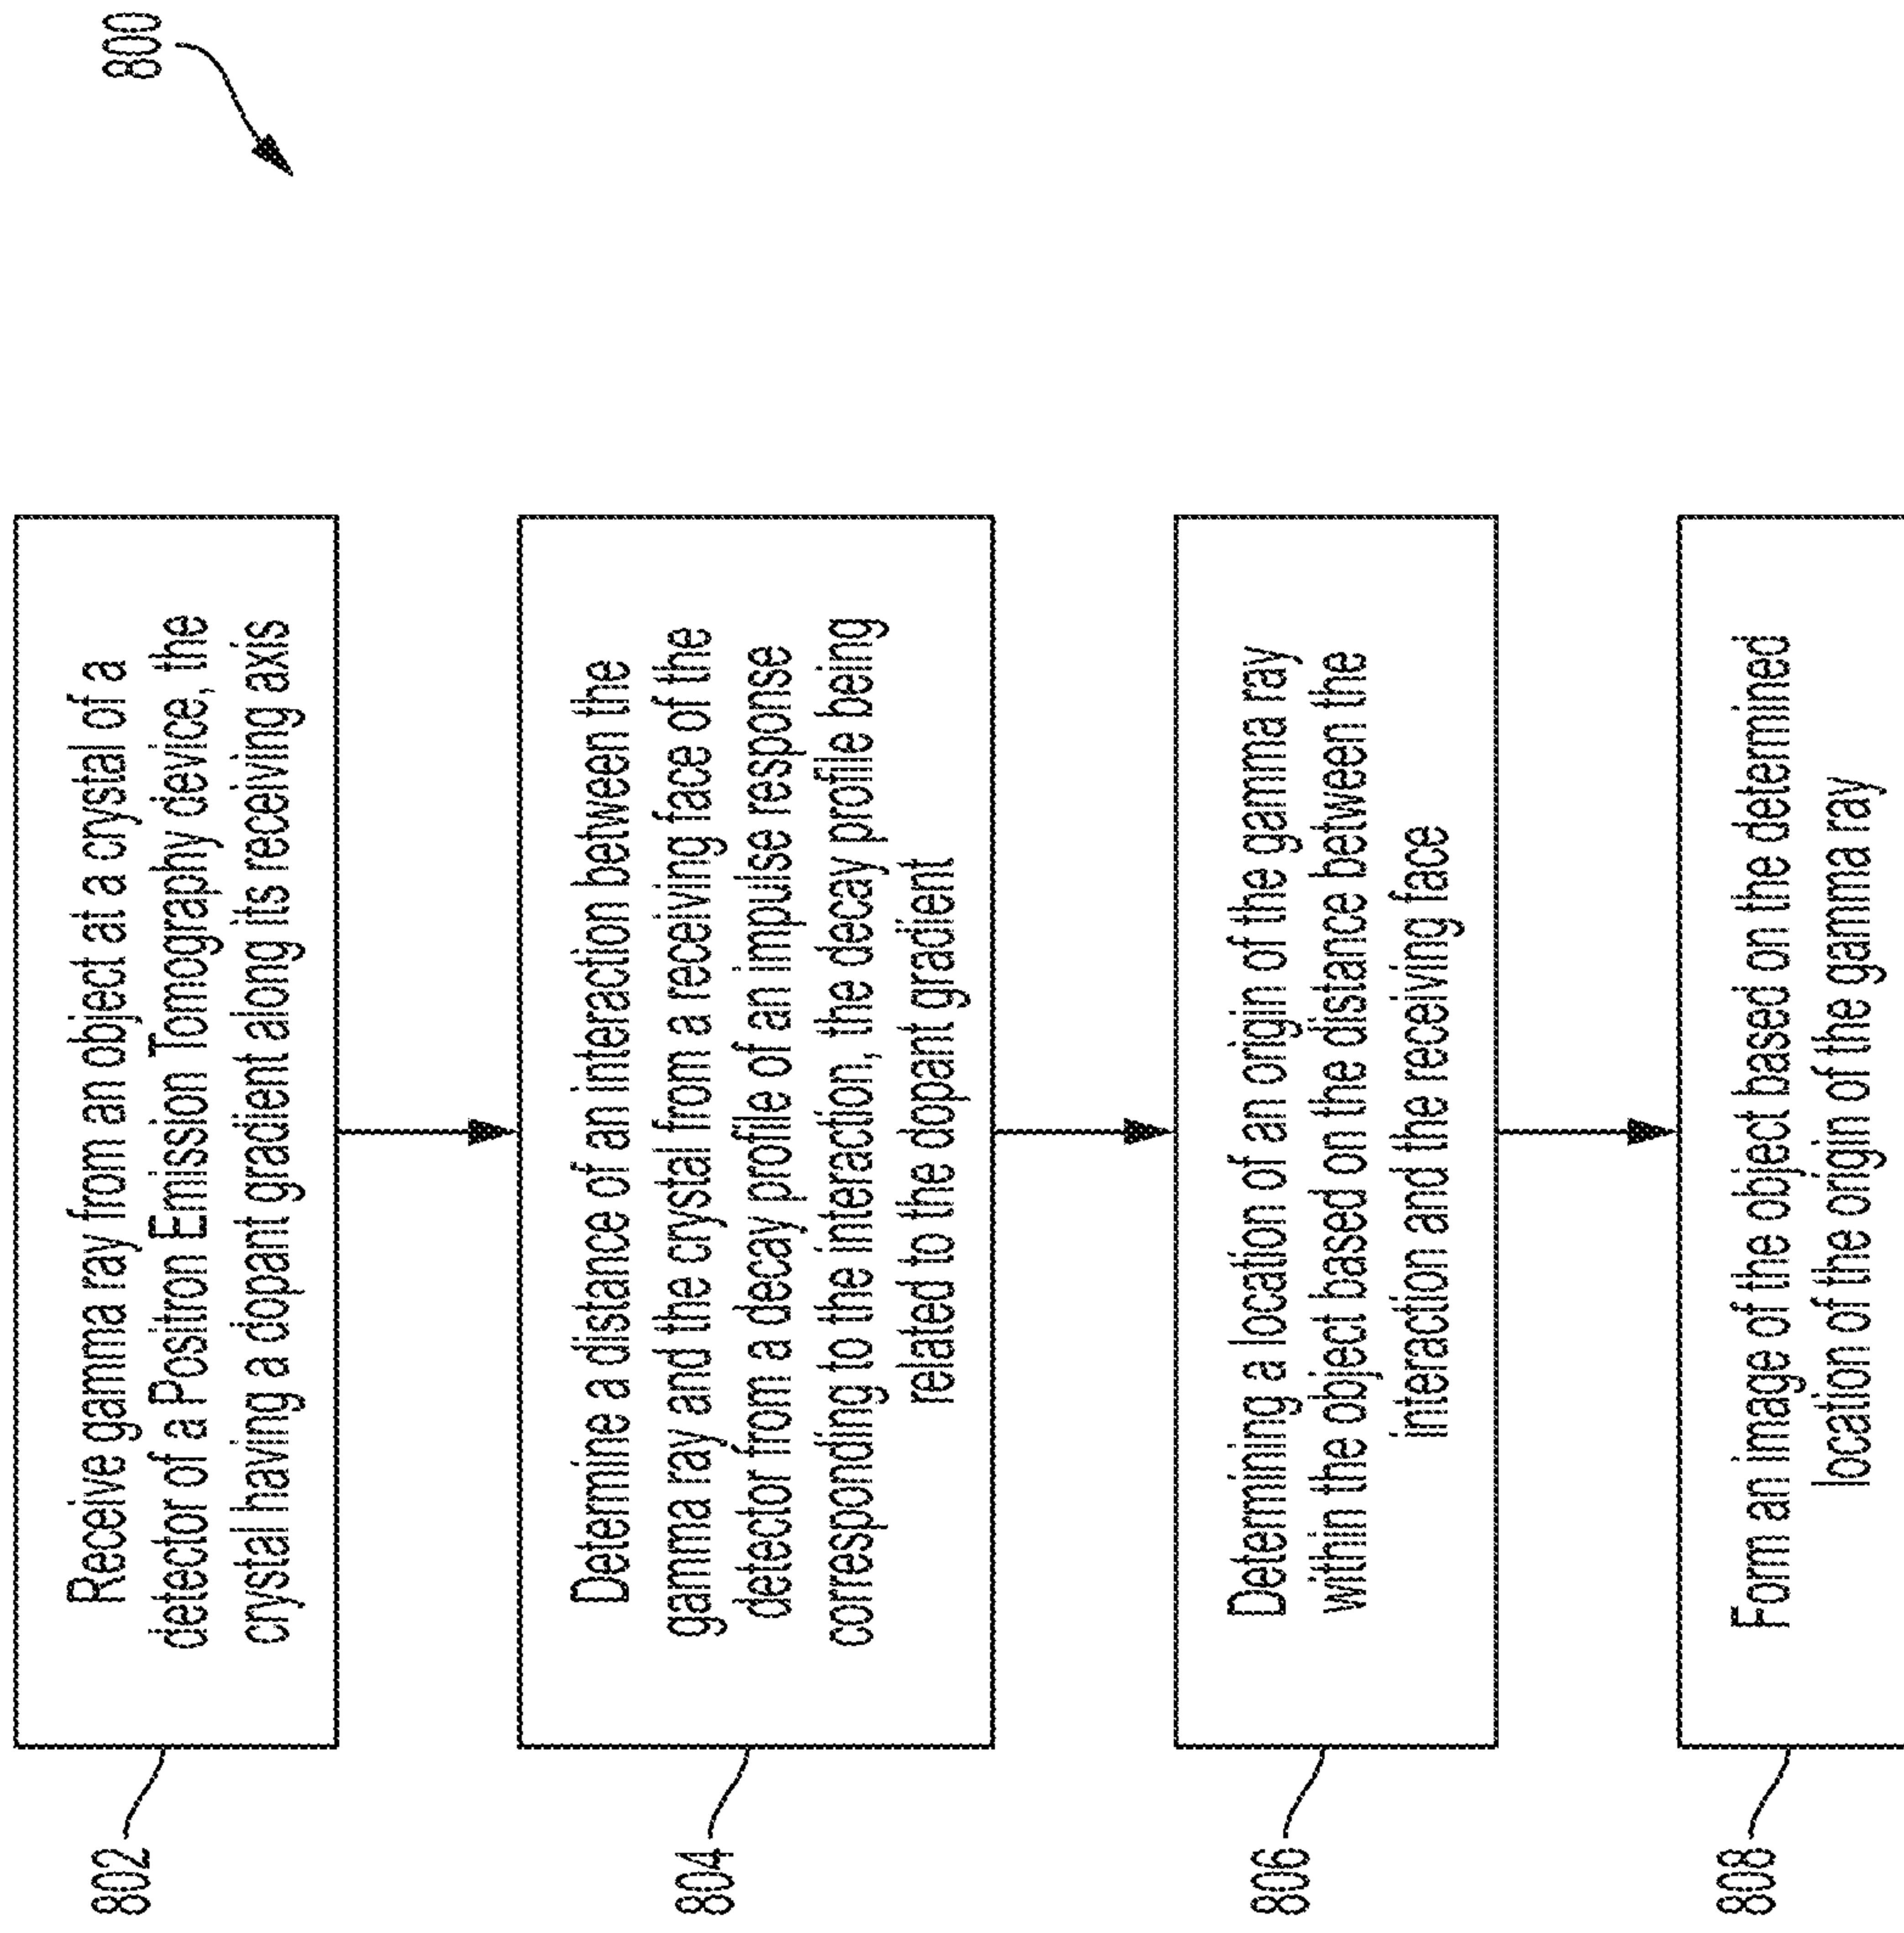 800
802
Receive gamma ray from an object at a crystal of a
detector of a Positron Emission Tomography device, the
crystal having a dopant gradient along its receiving axis
804
Determine a distance of an interaction between the
gamma ray and the crystal from a receiving face of the
detector from a decay profile of an impulse response
corresponding to the interaction, the decay profile being
related to the dopant gradient
806
Determining a location of an origin of the gamma ray
within the object based on the distance between the
interaction and the receiving face
808
Form an image of the object based on the determined
location of the origin of the gamma ray